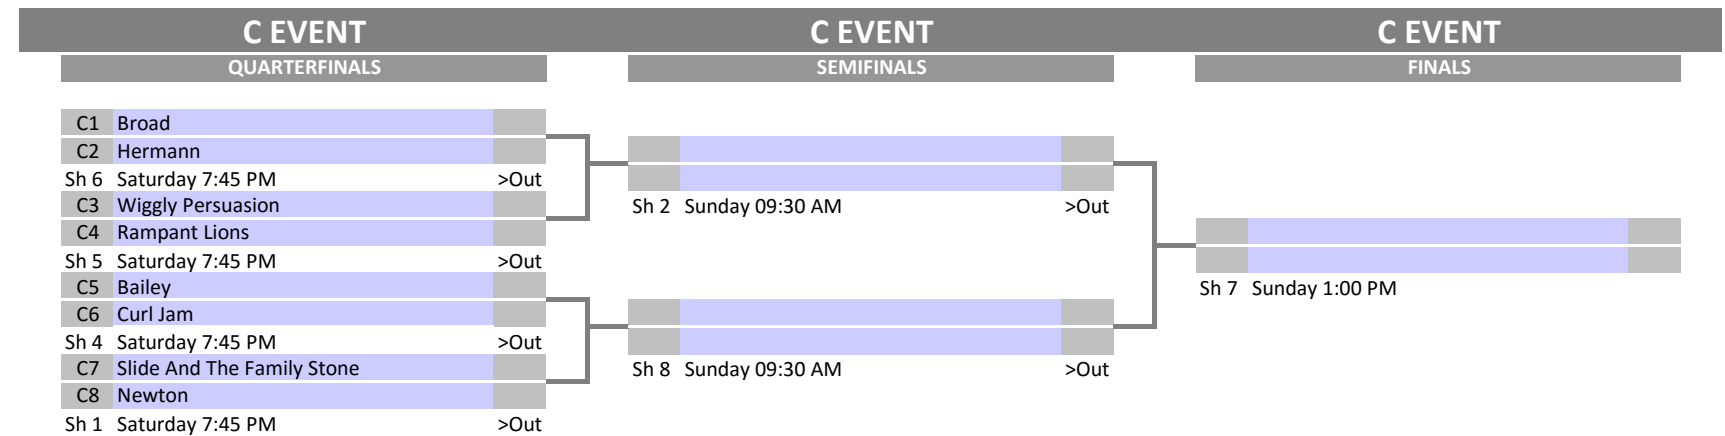 C EVENT C EVENT C EVENT
QUARTERFINALS SEMIFINALS FINALS
C1 Broad
C2 Hermann
Sh 6 Saturday 7:45 PM >Out
C3 Wiggly Persuasion
Sh 2 Sunday 09:30 AM >Out
C4 Rampant Lions
Sh 5 Saturday 7:45 PM >Out
C5 Bailey
Sh 7 Sunday 1:00 PM
C6 Curl Jam
Sh 4 Saturday 7:45 PM >Out
C7 Slide And The Family Stone
Sh 8 Sunday 09:30 AM >Out
C8 Newton
Sh 1 Saturday 7:45 PM >Out